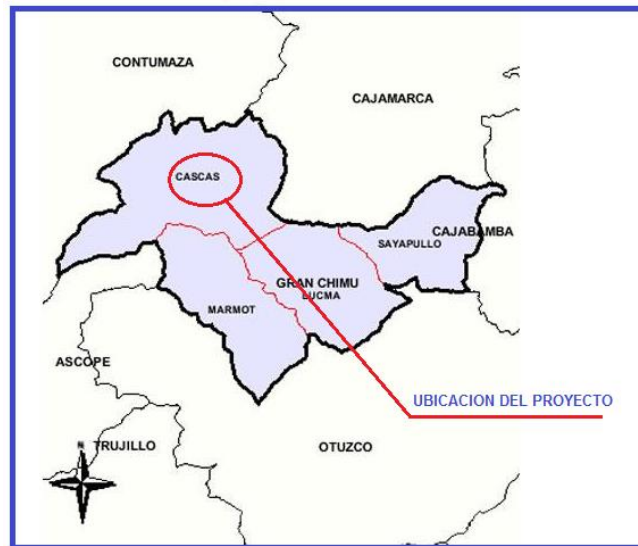 CONTUMAZA
CAJAMARCA
CASCAS
CAJABAMBA
SAYAPULLO
GRAN CHIMU
LUCMA
MARMOT
ASCOPE
UBICACION DEL PROYECTO
N
TRUJILLO
OTUZCO